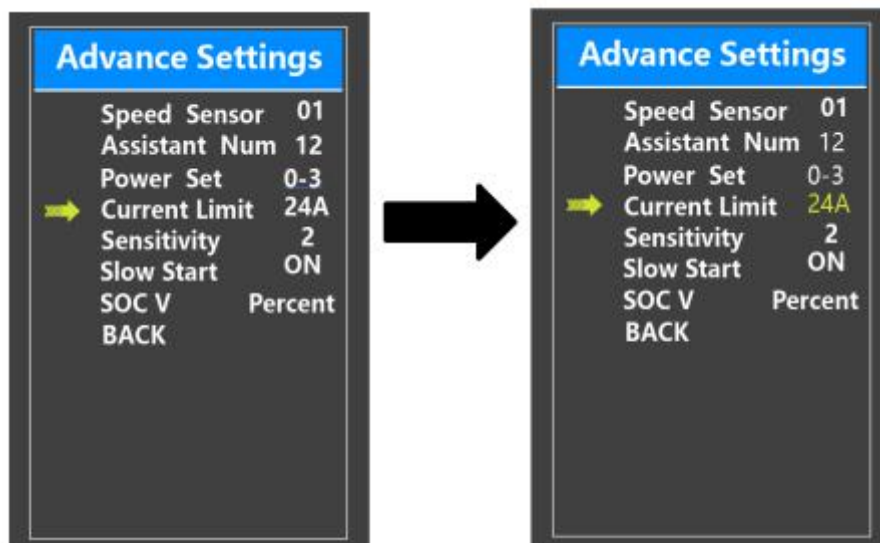 Advance Settings
Speed Sensor 01
Assistant Num 12
Power Set 0-3
Current Limit 24A
Sensitivity 2
Slow Start ON
SOC V Percent
BACK
Advance Settings
Speed Sensor 01
Assistant Num 12
Power Set 0-3
Current Limit 24A
Sensitivity 2
Slow Start ON
SOC V Percent
BACK